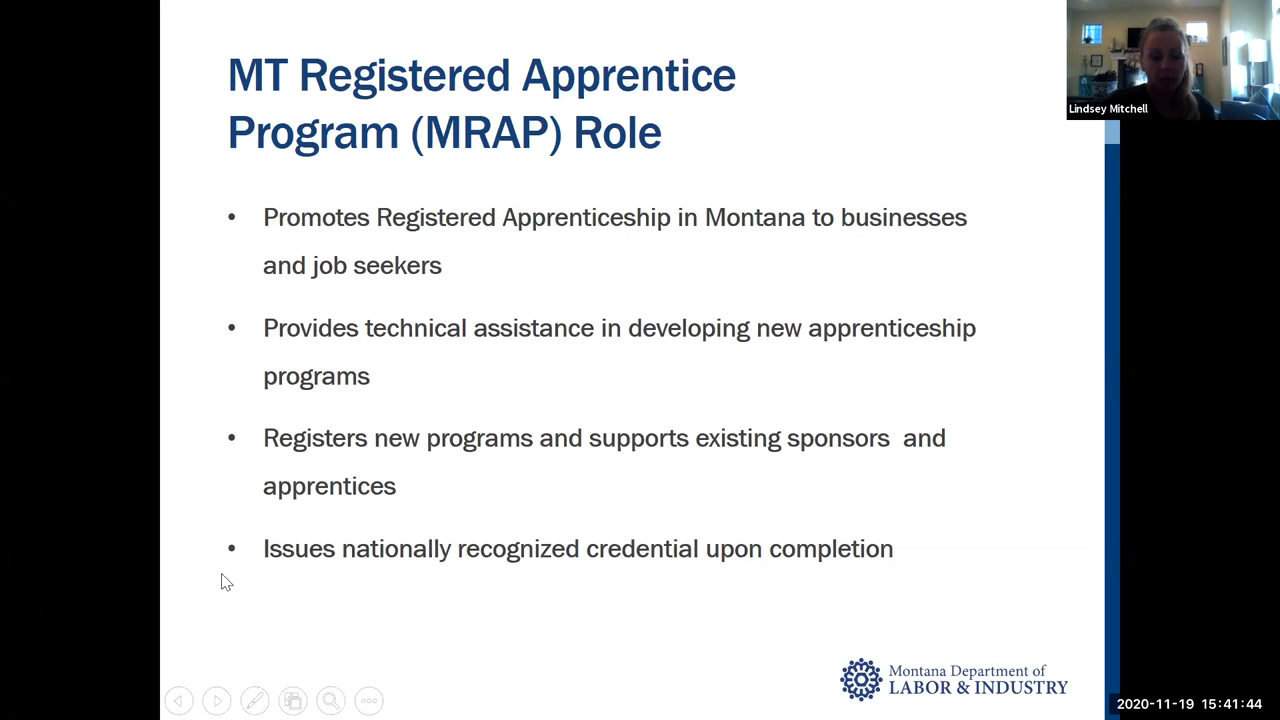 MT Registered Apprentice
Program (MRAP) Role
• Promotes Registered Apprenticeship in Montana to businesses
and job seekers
• Provides technical assistance in developing new apprenticeship
programs
• Registers new programs and supports existing sponsors  and
apprentices
• Issues nationally recognized credential upon completion
Montana Department of
LABOR & INDUSTRY
Lindsey Mitchell
2020-11-19 15:41:44